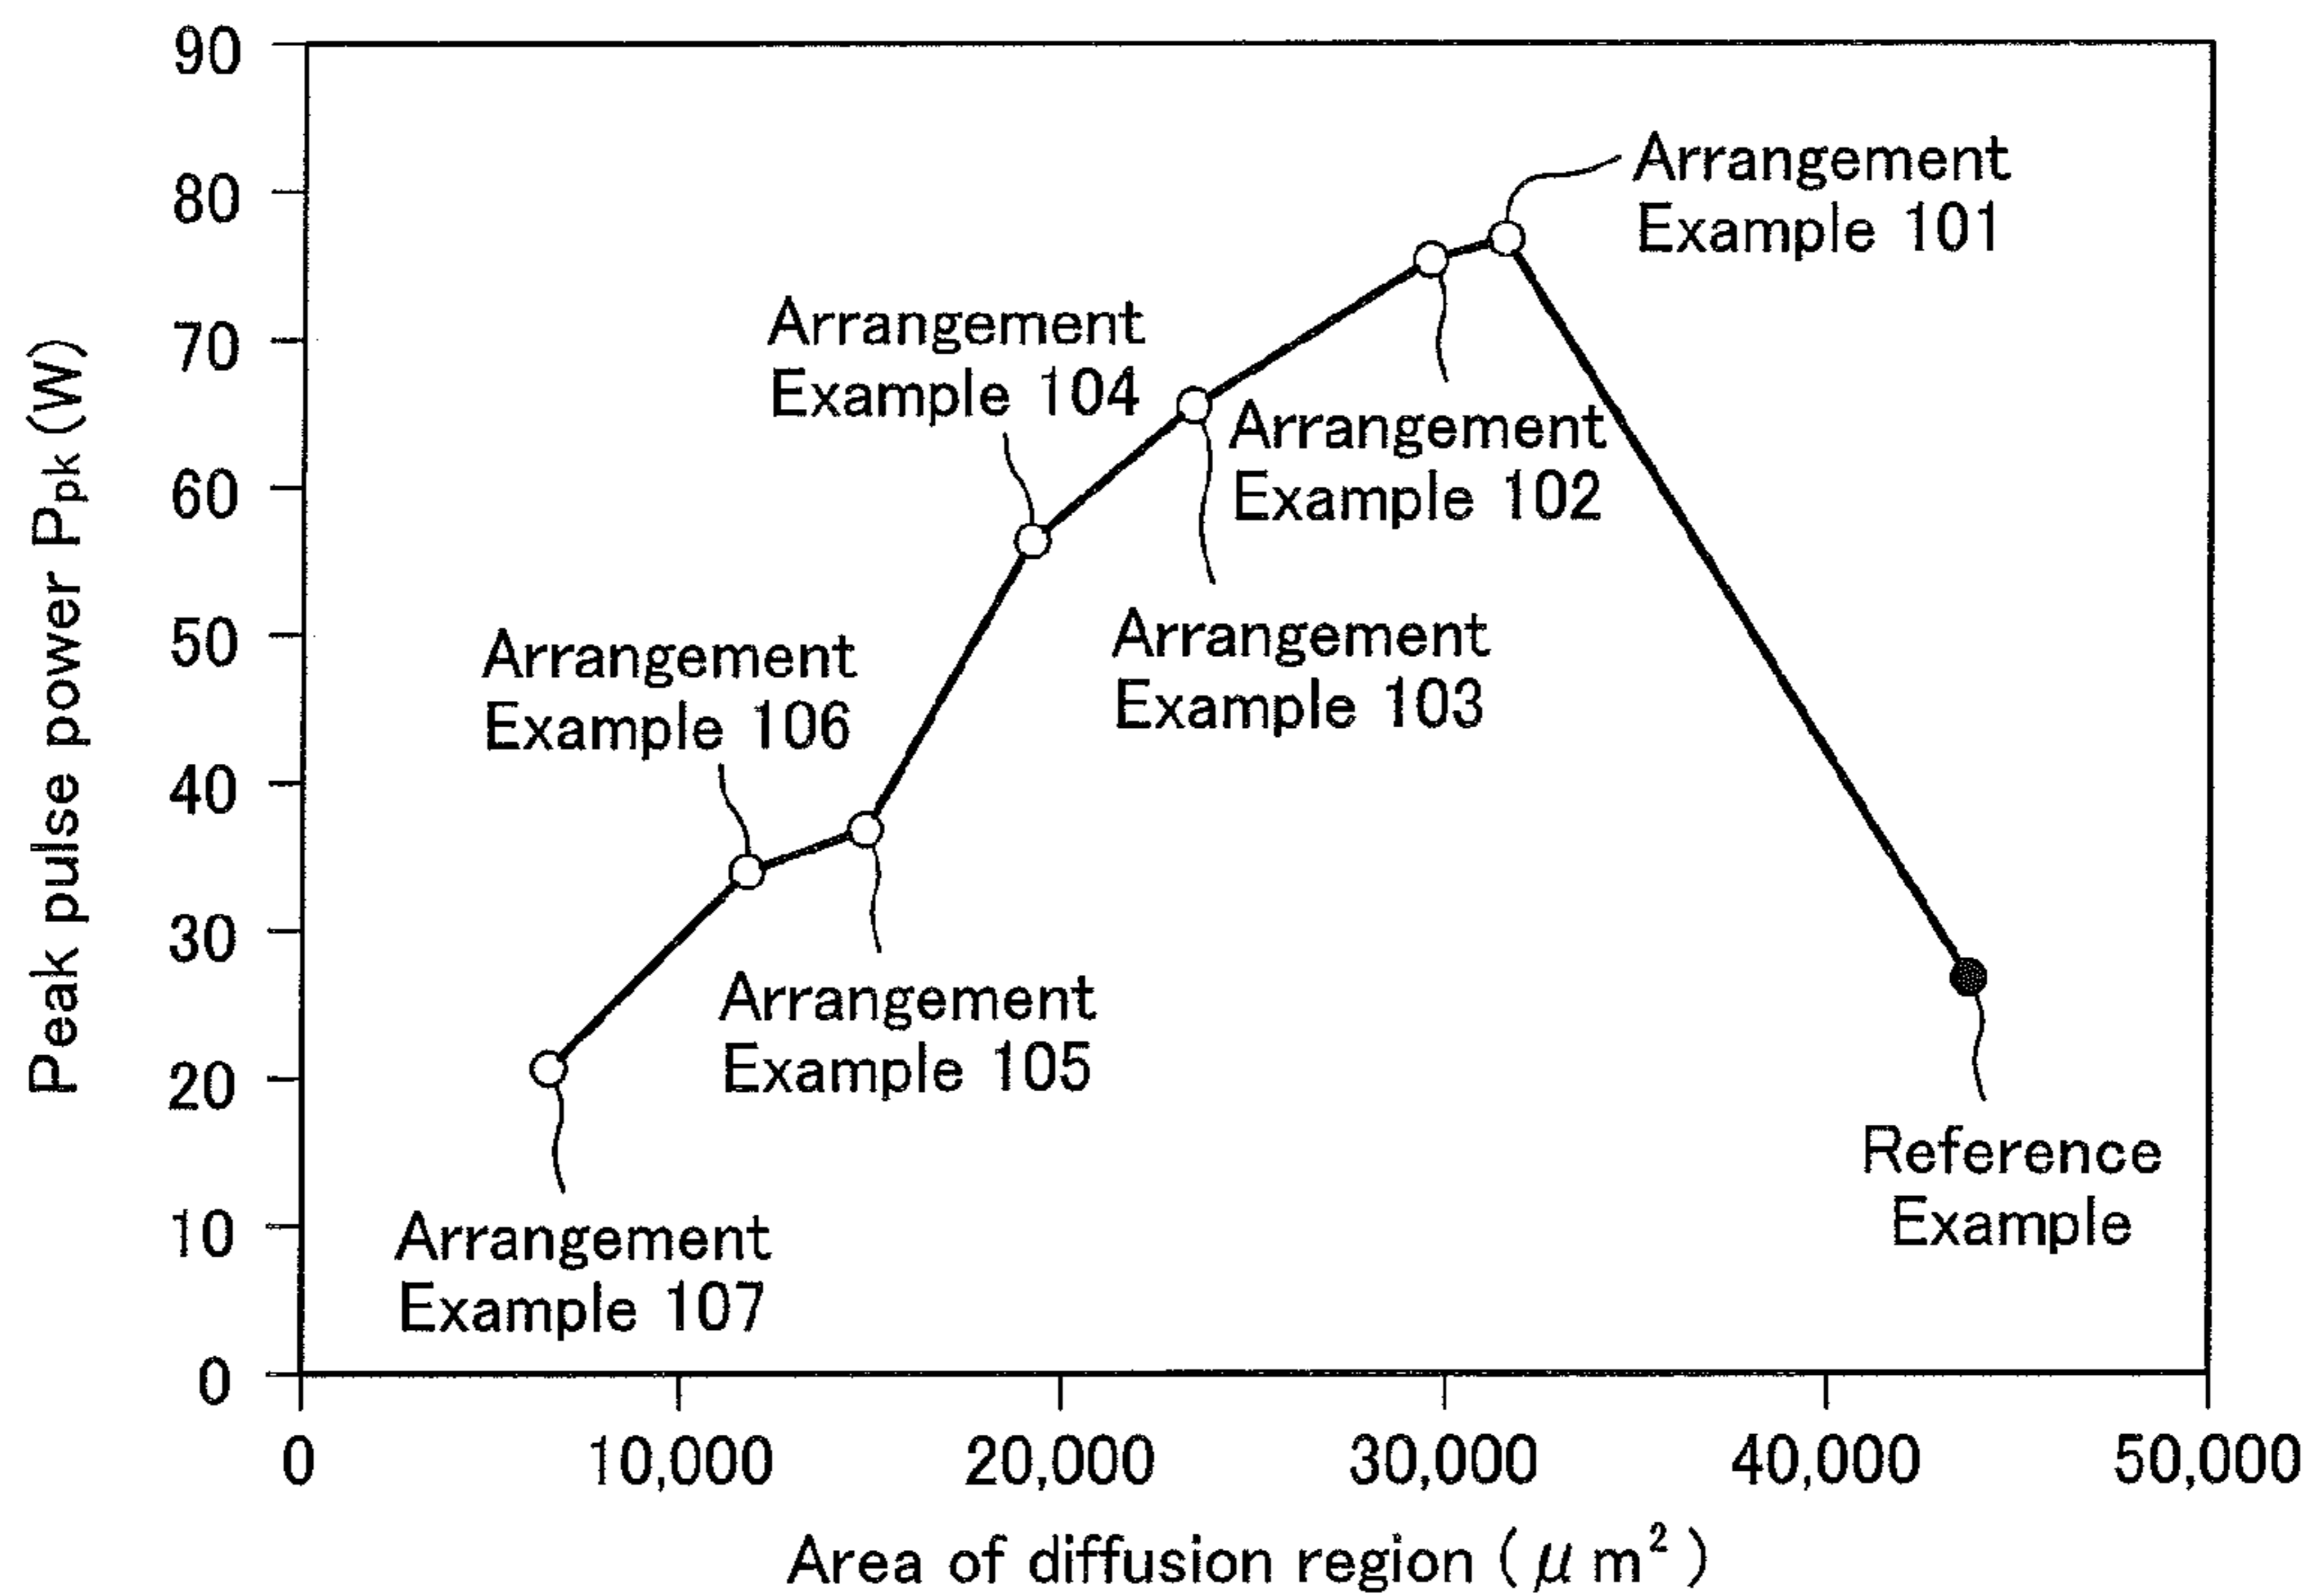 90
80
70
60
50
40
30
20
10
0
Peak pulse power Ppk (W)
Arrangement
Example 101
Arrangement
Example 104
Arrangement
Example 102
Arrangement
Example 103
Arrangement
Example 106
Arrangement
Example 105
Arrangement
Example 107
Reference
Example
0 10,000 20,000 30,000 40,000 50,000
Area of diffusion region (μm²)